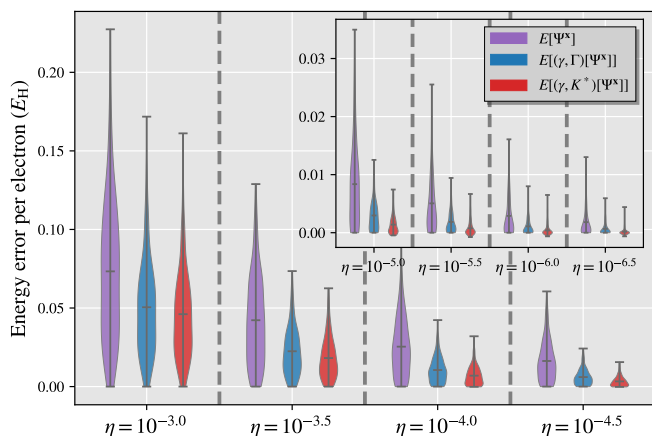 Energy error per electron (E_H)
0.20
0.15
0.10
0.05
0.00
η = 10^{-3.0}
η = 10^{-3.5}
η = 10^{-4.0}
η = 10^{-4.5}
0.03
0.02
0.01
0.00
η = 10^{-5.0}
η = 10^{-5.5}
η = 10^{-6.0}
η = 10^{-6.5}
E[Ψ^x]
E[(γ, Γ)[Ψ^x]]
E[(γ, K^*)[Ψ^x]]